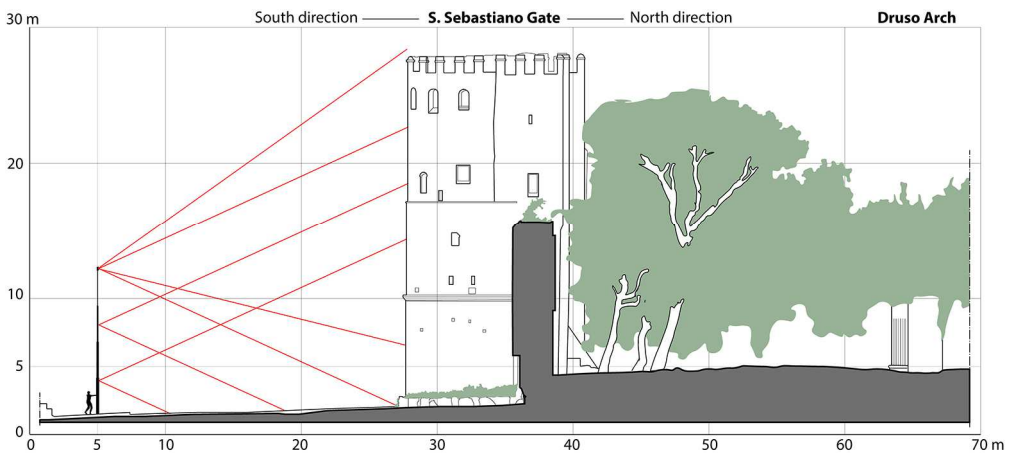 30 m
South direction S. Sebastiano Gate North direction Druso Arch
20
10
5
0
0 5 10 20 30 40 50 60 70 m